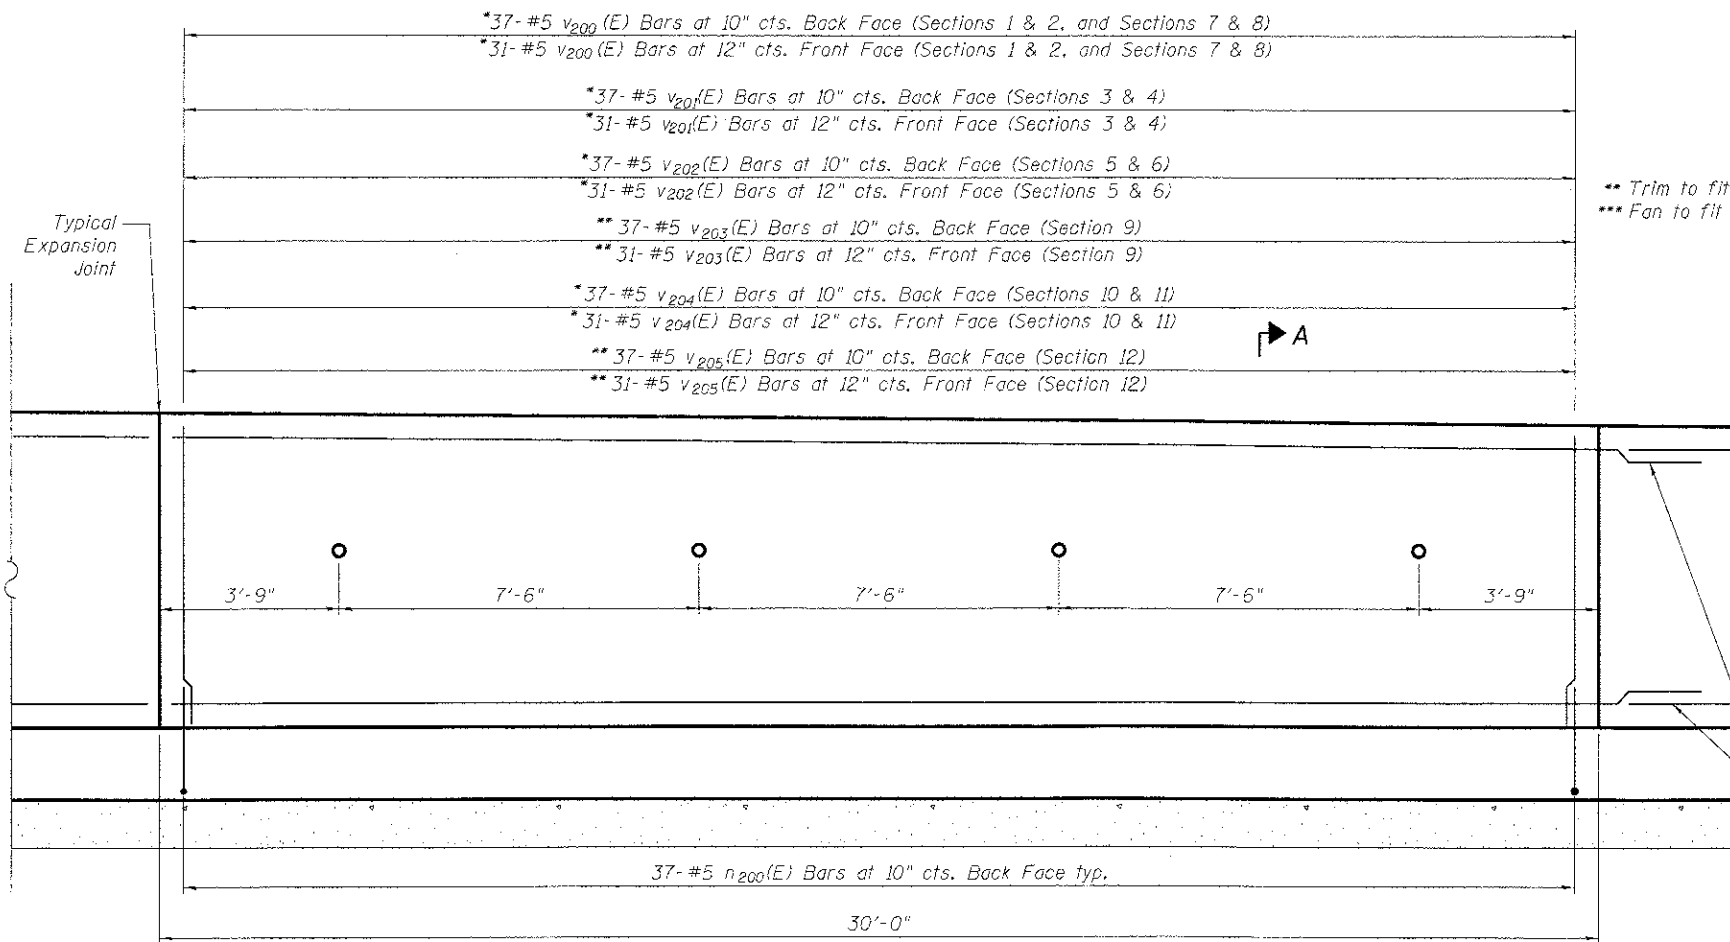 *37-#5 v200(E) Bars at 10" cts. Back Face (Sections 1 & 2, and Sections 7 & 8)
*31-#5 v200(E) Bars at 12" cts. Front Face (Sections 1 & 2, and Sections 7 & 8)
*37-#5 v201(E) Bars at 10" cts. Back Face (Sections 3 & 4)
*31-#5 v201(E) Bars at 12" cts. Front Face (Sections 3 & 4)
*37-#5 v202(E) Bars at 10" cts. Back Face (Sections 5 & 6)
*31-#5 v202(E) Bars at 12" cts. Front Face (Sections 5 & 6)
** Trim to fit
*** Fan to fit
Typical
Expansion
Joint
** 37-#5 v203(E) Bars at 10" cts. Back Face (Section 9)
** 31-#5 v203(E) Bars at 12" cts. Front Face (Section 9)
*37-#5 v204(E) Bars at 10" cts. Back Face (Sections 10 & 11)
*31-#5 v204(E) Bars at 12" cts. Front Face (Sections 10 & 11)
A
** 37-#5 v205(E) Bars at 10" cts. Back Face (Section 12)
** 31-#5 v205(E) Bars at 12" cts. Front Face (Section 12)
3'-9" 7'-6" 7'-6" 7'-6" 3'-9"
37-#5 n200(E) Bars at 10" cts. Back Face typ.
30'-0"